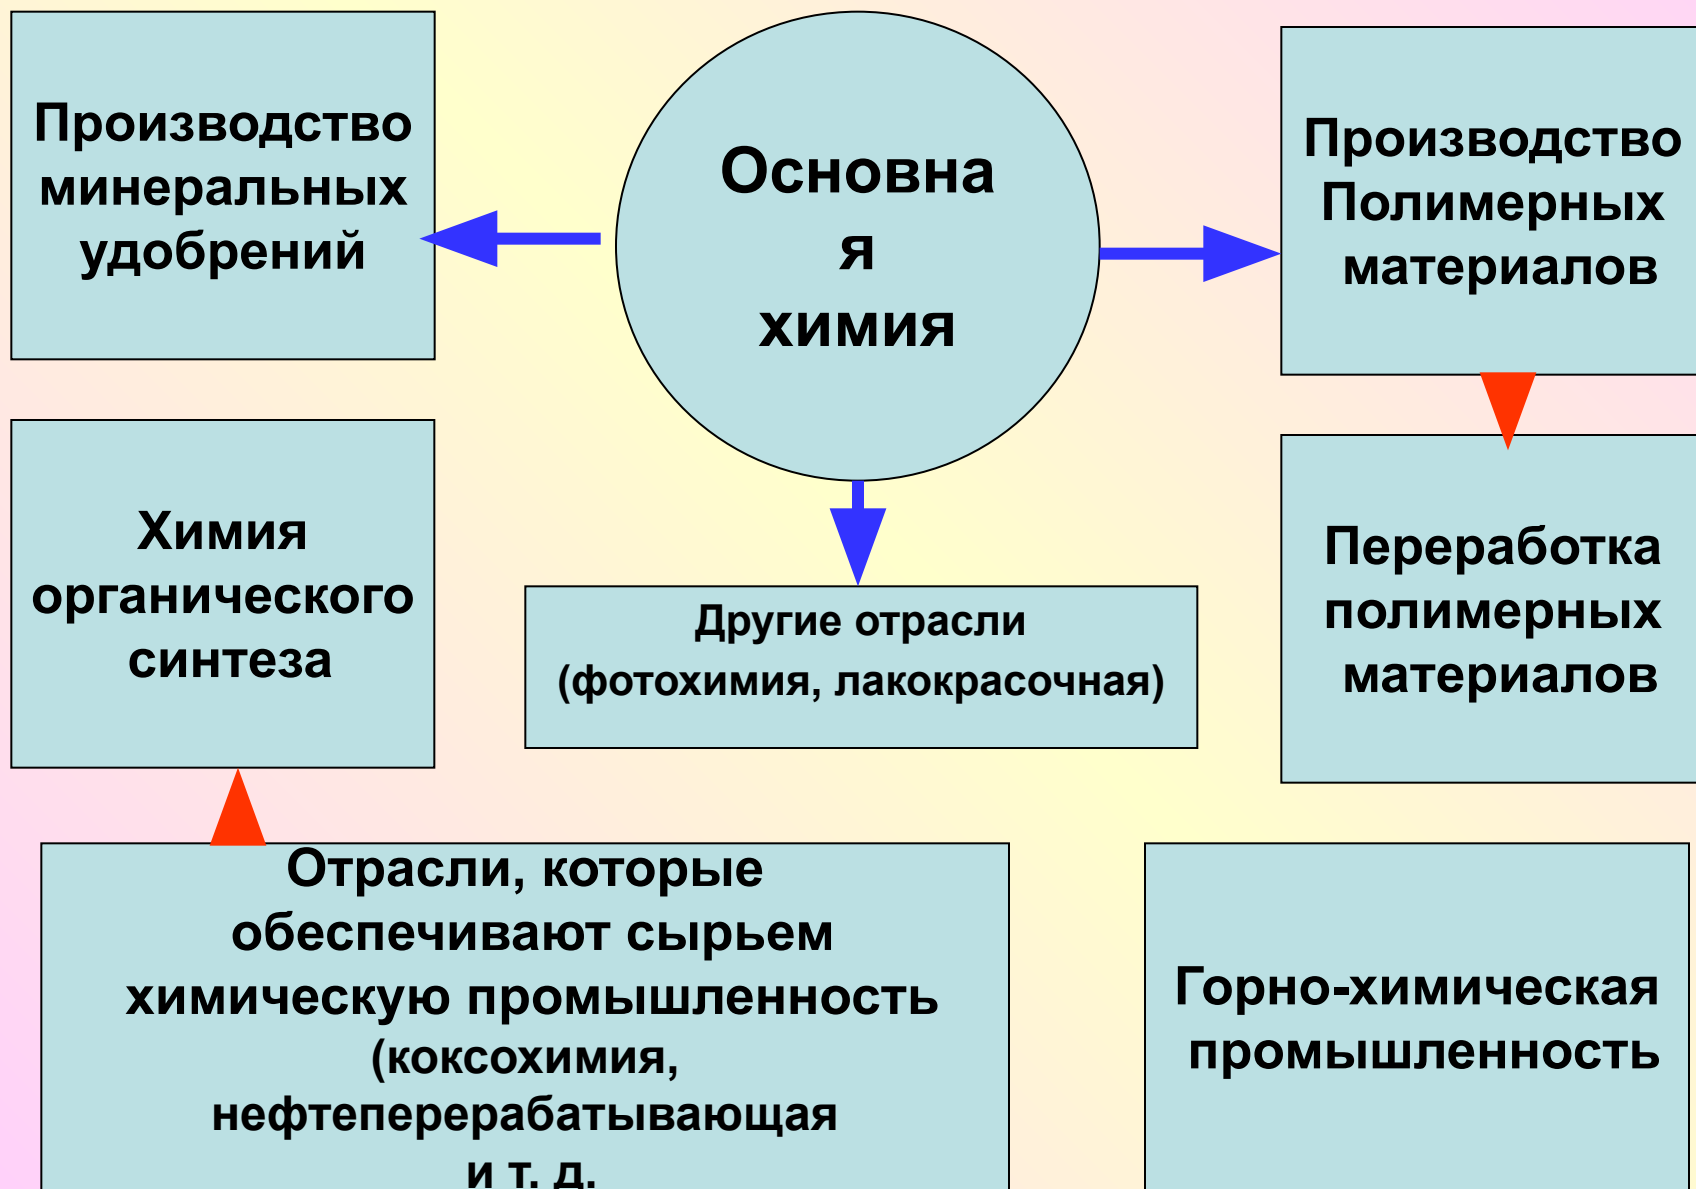 Производство
минеральных
удобрений
Основна
я
химия
Производство
Полимерных
материалов
Химия
органического
синтеза
Другие отрасли
(фотохимия, лакокрасочная)
Переработка
полимерных
материалов
Отрасли, которые
обеспечивают сырьем
химическую промышленность
(коксохимия,
нефтеперерабатывающая
и т. д.
Горно-химическая
промышленность